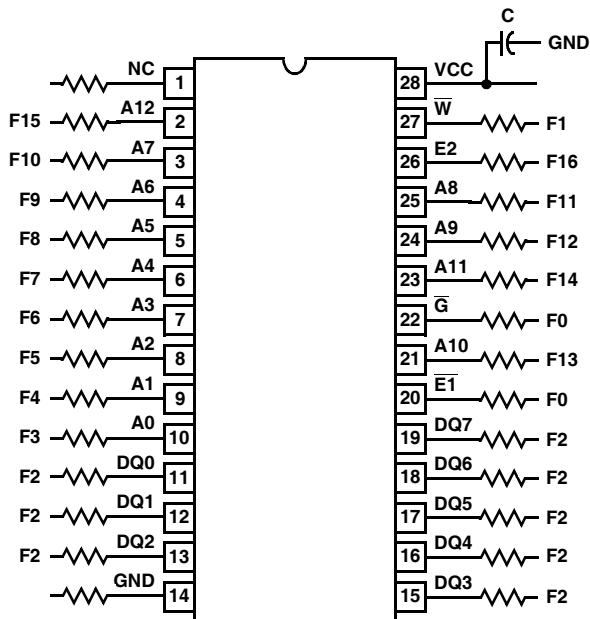 C
GND
NC 1 28 VCC
F15 A12 2 27 W̅ F1
F10 A7 3 26 E2 F16
F9 A6 4 25 A8 F11
F8 A5 5 24 A9 F12
F7 A4 6 23 A11 F14
F6 A3 7 22 G̅ F0
F5 A2 8 21 A10 F13
F4 A1 9 20 E̅1̅ F0
F3 A0 10 19 DQ7 F2
F2 DQ0 11 18 DQ6 F2
F2 DQ1 12 17 DQ5 F2
F2 DQ2 13 16 DQ4 F2
GND 14 15 DQ3 F2